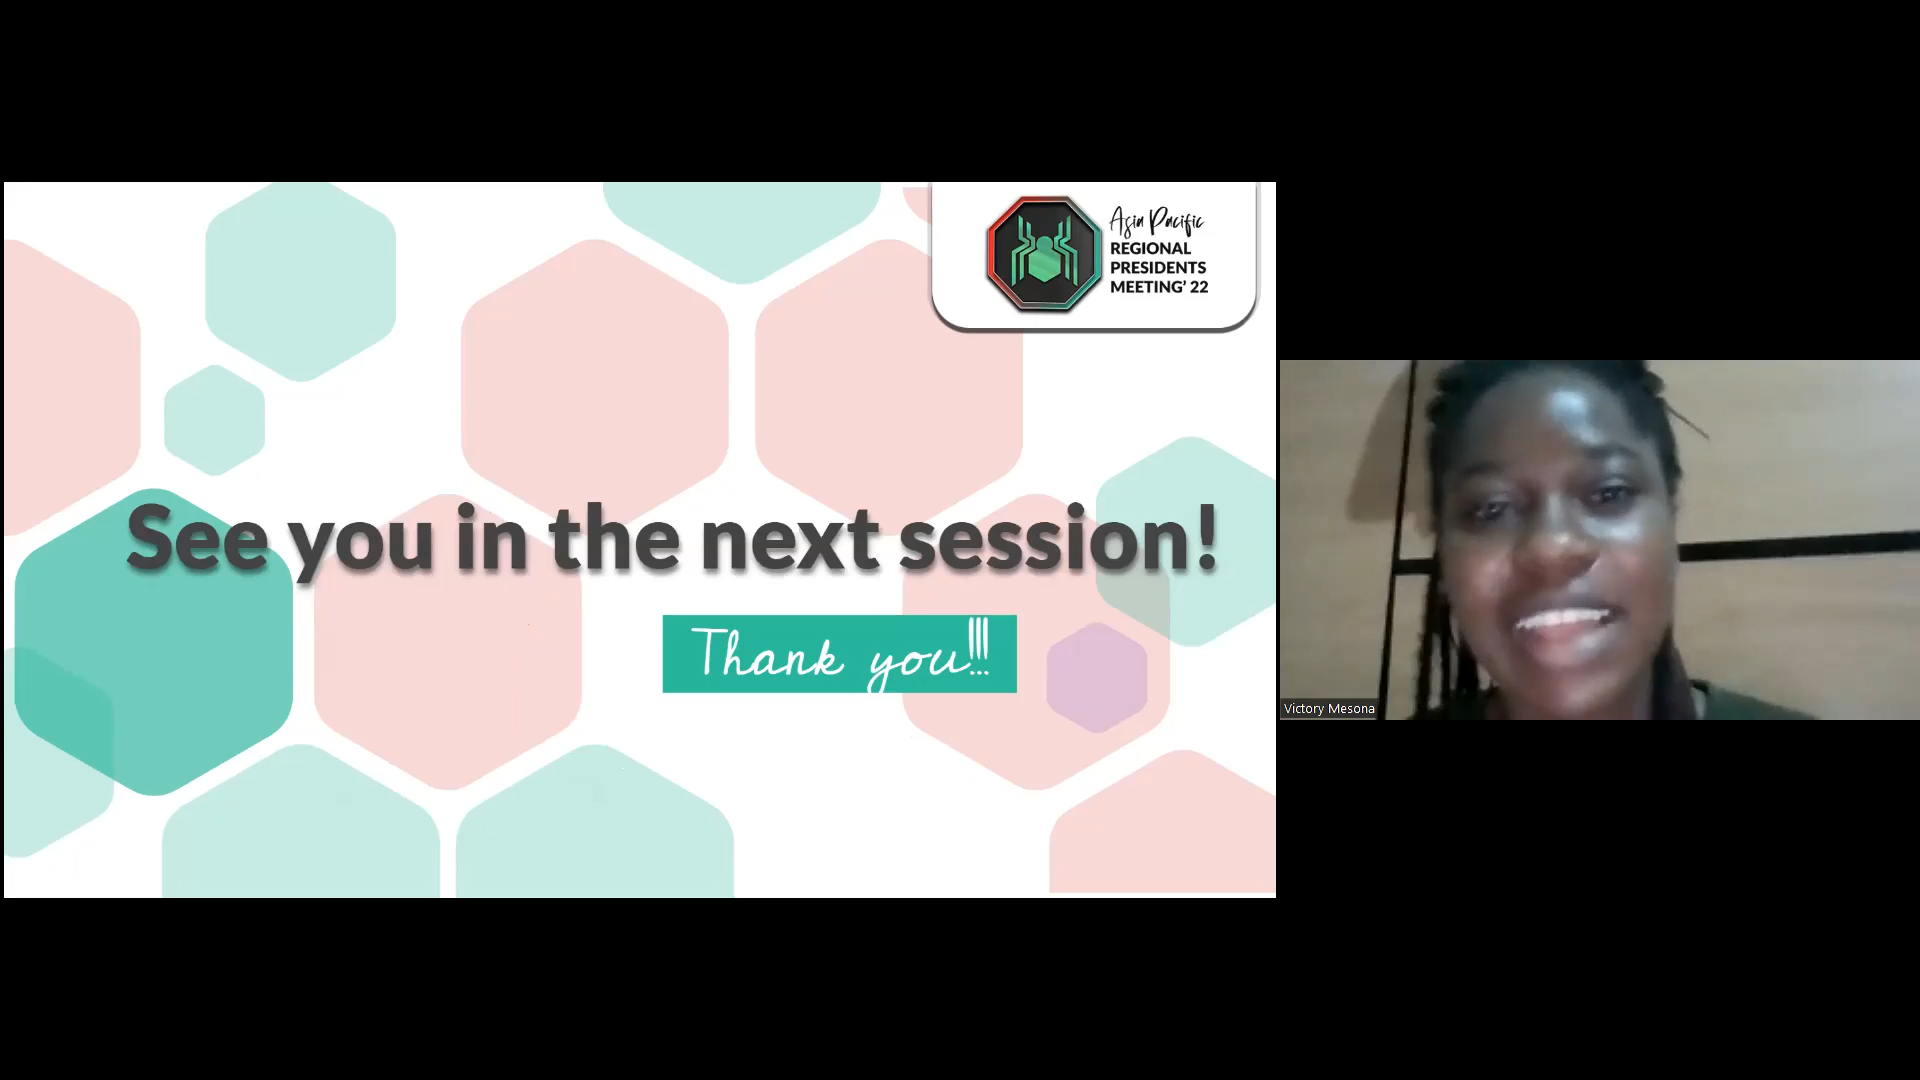 Asia Pacific
REGIONAL
PRESIDENTS
MEETING' 22
See you in the next session!
Thank you!!!
Victory Mesona